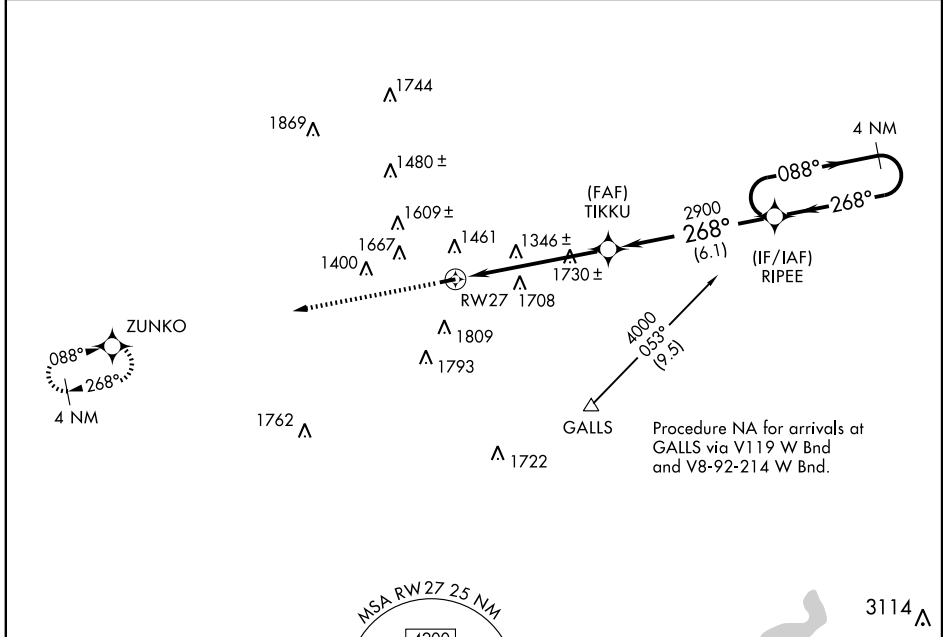 1744
1869
4 NM
1480 ±
088°
(FAF)
TIKKU
268°
2900
268°
(6.1)
1609 ±
1667
1461
1346 ±
1400
1730 ±
(IF/IAF)
RIPEE
RW27
1708
ZUNKO
1809
4000
053°
(9.5)
088°
1793
268°
4 NM
1762
GALLS
Procedure NA for arrivals at
GALLS via V119 W Bnd
and V8-92-214 W Bnd.
1722
MSA RW27 25 NM
3114
4200